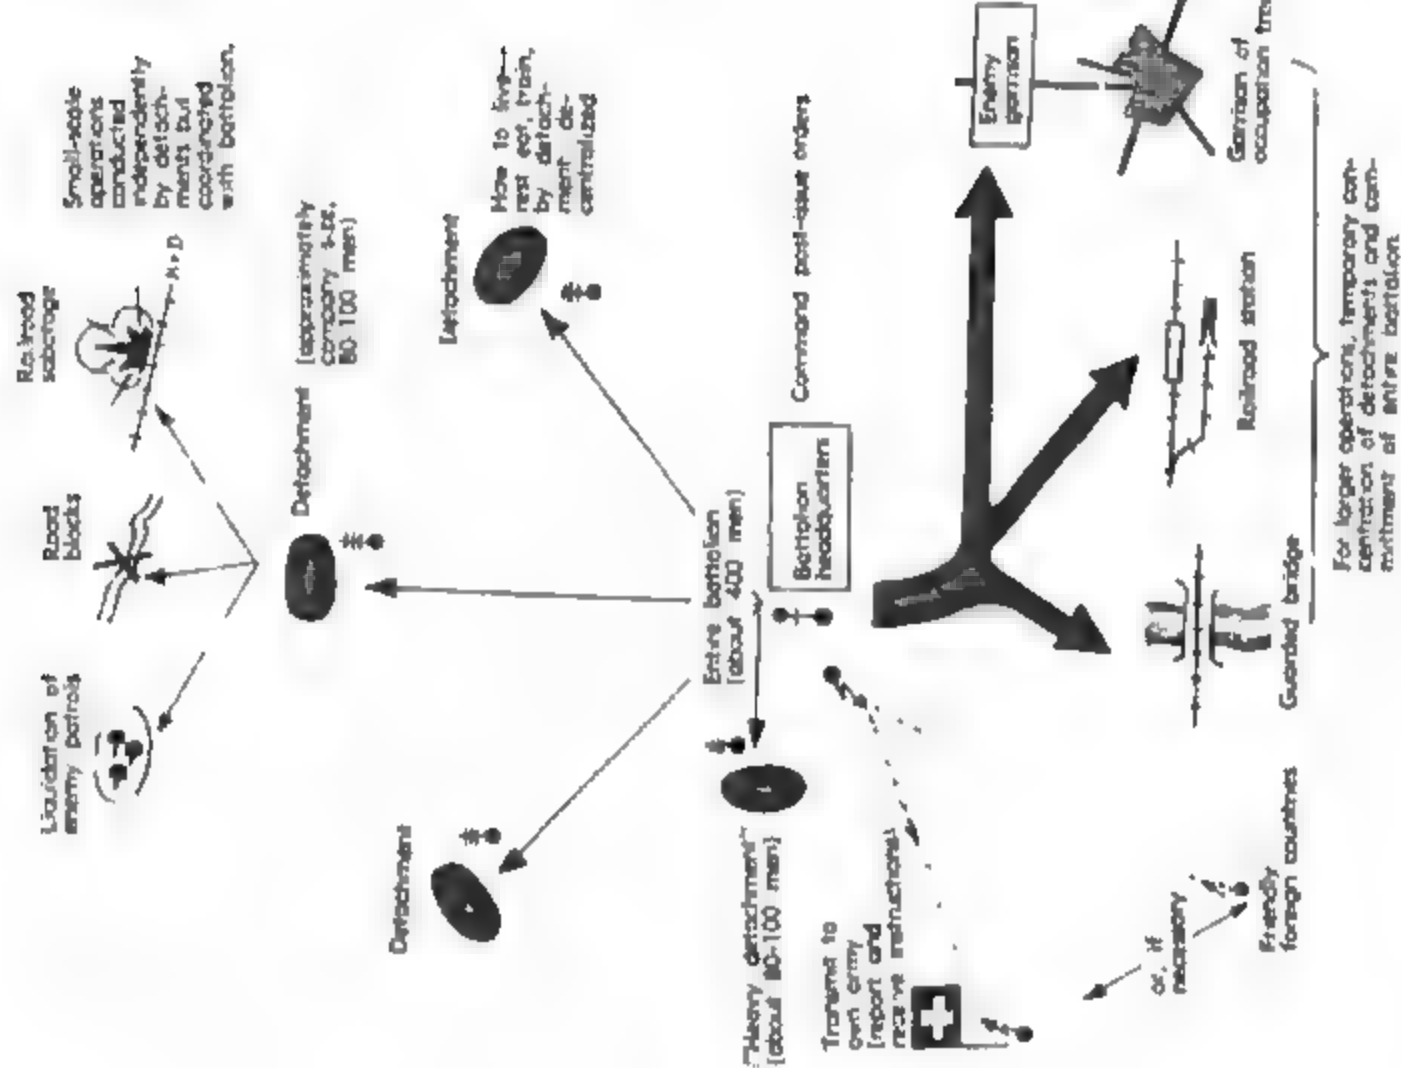 Small-scale
operations
conducted
independently
by detach-
ments but
coordinated
with battalion.
Railroad
sabotage
Road
blocks
Liquidation of
enemy patrols
Detachment
(approximately
company size,
80-100 men)
Detachment
How to live—
rest, eat, train,
by detach-
ment de-
centralized
Detachment
Entire battalion
(about 400 men)
Battalion
headquarters
Command post-issue orders
"Heavy detachment"
(about 80-100 men)
Transmit to
own army
(report and
receive instructions)
or, if
necessary
Friendly
foreign countries
Enemy
garrison
Garrison of
occupation
Railroad station
Guarded bridge
For larger operations, temporary con-
centration of detachments and com-
mitment of entire battalion